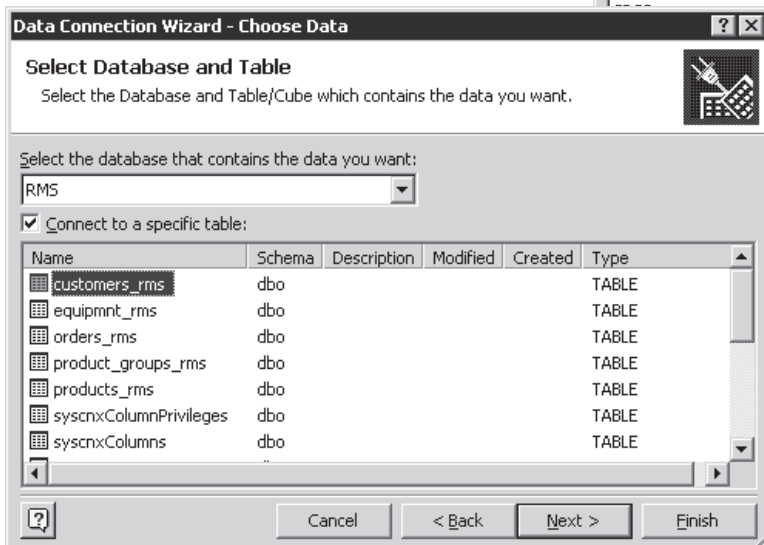 Data Connection Wizard - Choose Data
Select Database and Table
Select the Database and Table/Cube which contains the data you want.
Select the database that contains the data you want:
RMS
Connect to a specific table:
Name Schema Description Modified Created Type
customers_rms dbo TABLE
equipmnt_rms dbo TABLE
orders_rms dbo TABLE
product_groups_rms dbo TABLE
products_rms dbo TABLE
syscnxColumnPrivileges dbo TABLE
syscnxColumns dbo TABLE
Cancel < Back Next > Finish